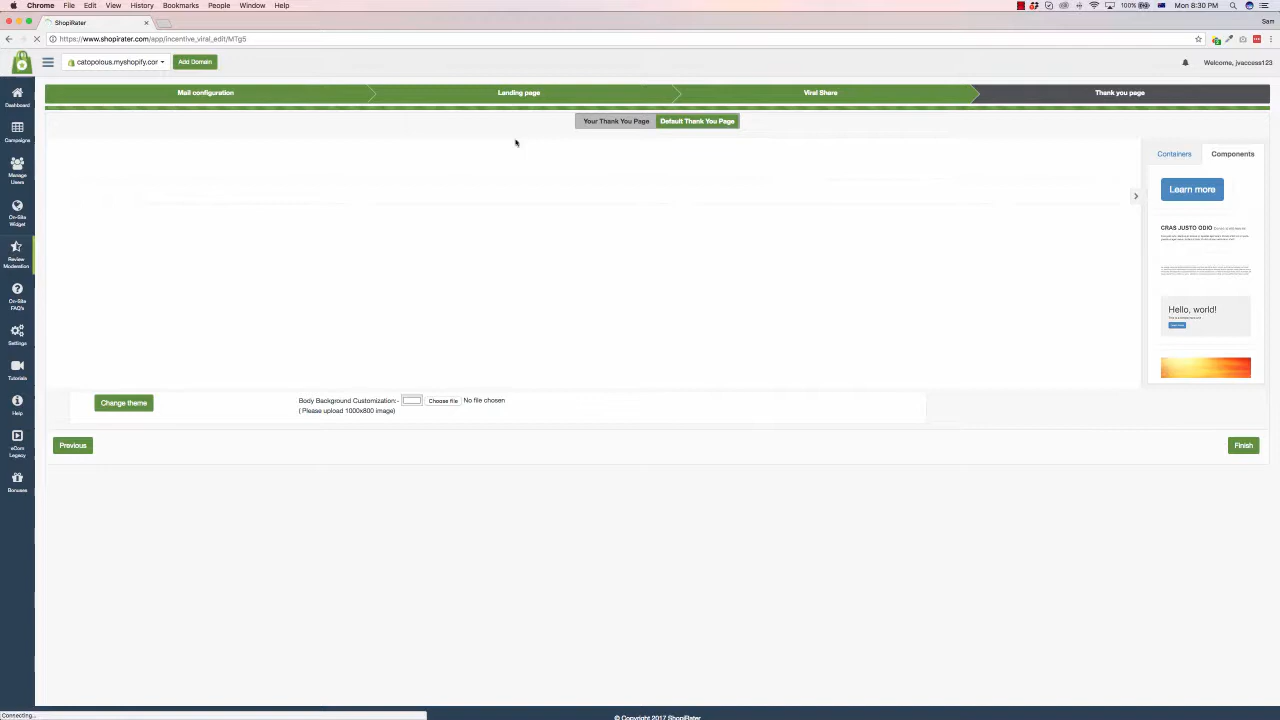 Chrome File Edit View History Bookmarks People Window Help 100% Mon 8:30 PM
ShopiRater Sam
https://www.shopirater.com/app/incentive_viral_edit/MTg5
catopolous.myshopify.com Add Domain Welcome, jvaccess123
Mail configuration Landing page Viral Share Thank you page
Your Thank You Page Default Thank You Page
Dashboard
Campaigns
Manage Users
On-Site Widget
Review Moderation
On-Site FAQ's
Settings
Tutorials
Help
eCom Legacy
Bonuses
Containers Components
Learn more
CRAS JUSTO ODIO
Hello, world!
Change theme Body Background Customization:- Choose file No file chosen
( Please upload 1000x800 image)
Previous Finish
Connecting...
© Copyright 2017 ShopiRater